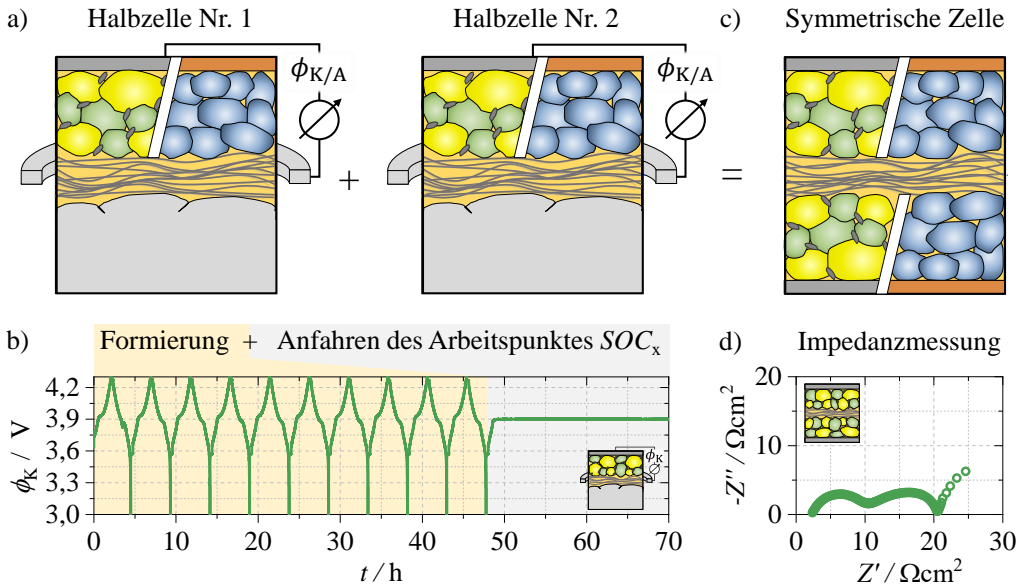 a)
Halbzelle Nr. 1
Halbzelle Nr. 2
c)
Symmetrische Zelle
ϕK/A
ϕK/A
+
=
b)
Formierung + Anfahren des Arbeitspunktes SOCx
ϕK / V
4,2
3,9
3,6
3,3
3,0
0 10 20 30 40 50 60 70
t / h
ϕK
d)
Impedanzmessung
-Z'' / Ωcm²
20
15
10
5
0
0 10 20 30
Z' / Ωcm²